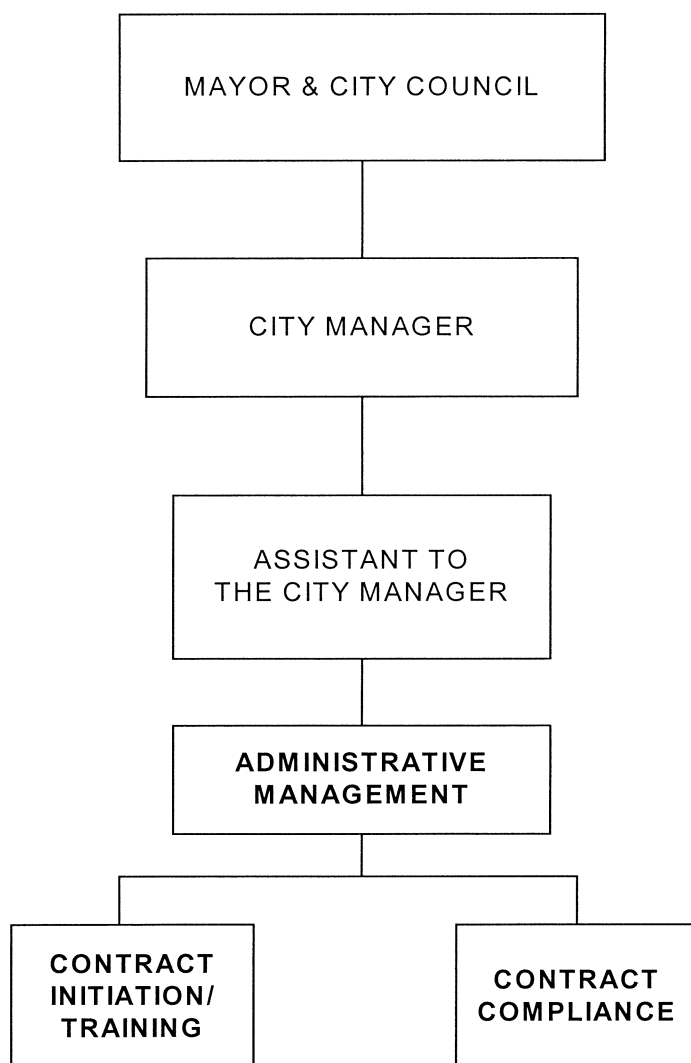 MAYOR & CITY COUNCIL
CITY MANAGER
ASSISTANT TO
THE CITY MANAGER
ADMINISTRATIVE
MANAGEMENT
CONTRACT
INITIATION/
TRAINING
CONTRACT
COMPLIANCE